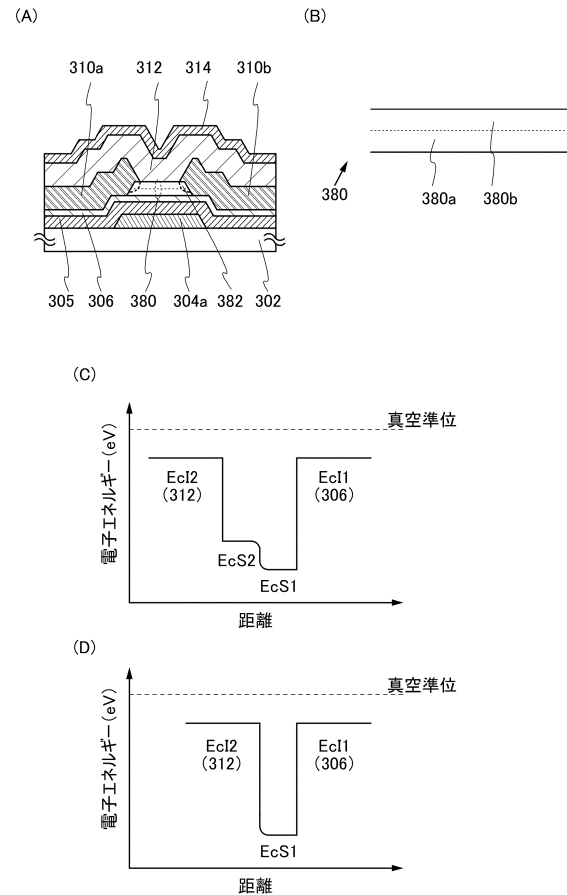 (A)
310a 312 314 310b
305 306 380 304a 382 302
(B)
380
380a 380b
(C)
電子エネルギー(eV)
真空準位
EcI2
(312)
EcI1
(306)
EcS2
EcS1
距離
(D)
電子エネルギー(eV)
真空準位
EcI2
(312)
EcI1
(306)
EcS1
距離